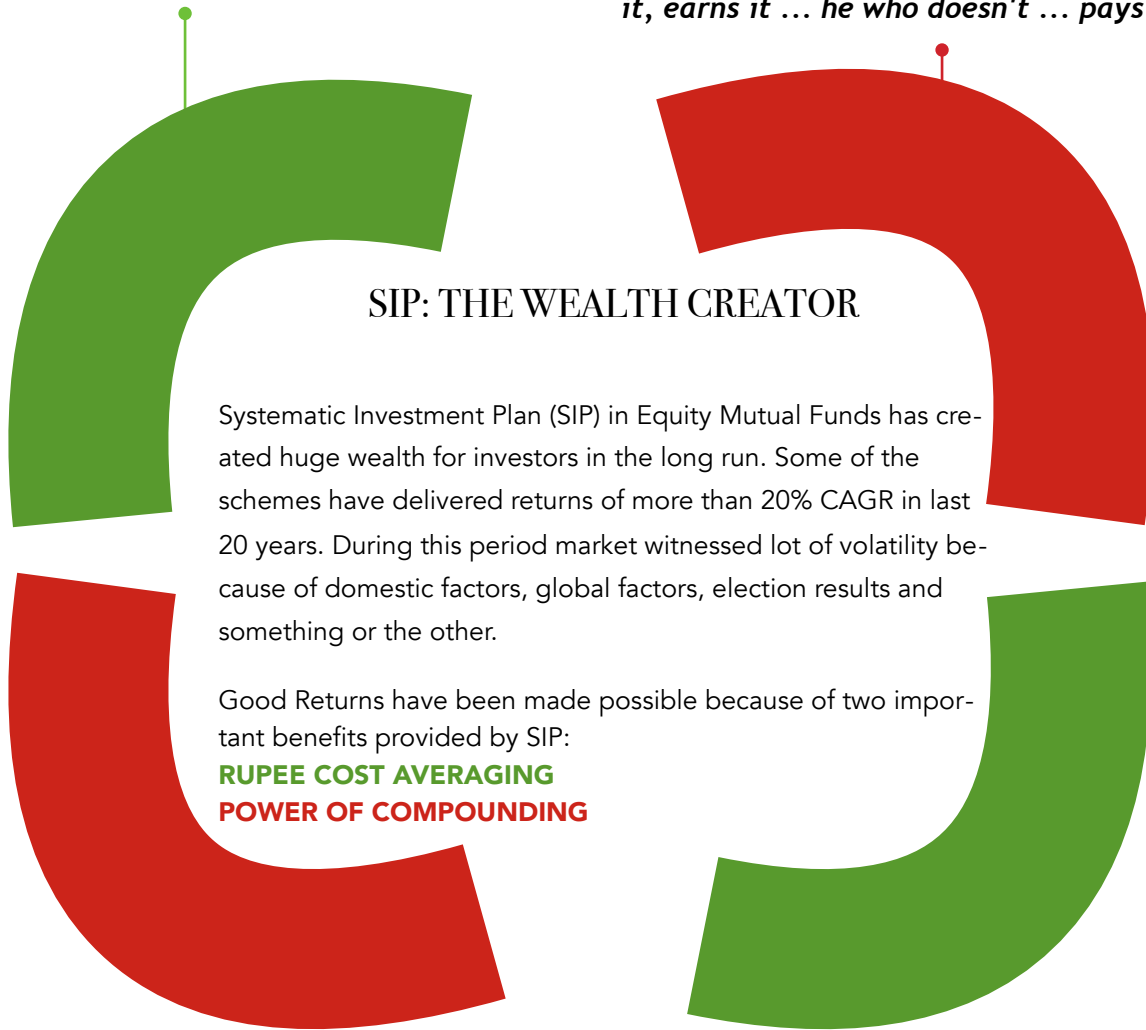 it, earns it ... he who doesn't ... pays
SIP: THE WEALTH CREATOR
Systematic Investment Plan (SIP) in Equity Mutual Funds has cre-
ated huge wealth for investors in the long run. Some of the
schemes have delivered returns of more than 20% CAGR in last
20 years. During this period market witnessed lot of volatility be-
cause of domestic factors, global factors, election results and
something or the other.
Good Returns have been made possible because of two impor-
tant benefits provided by SIP:
RUPEE COST AVERAGING
POWER OF COMPOUNDING